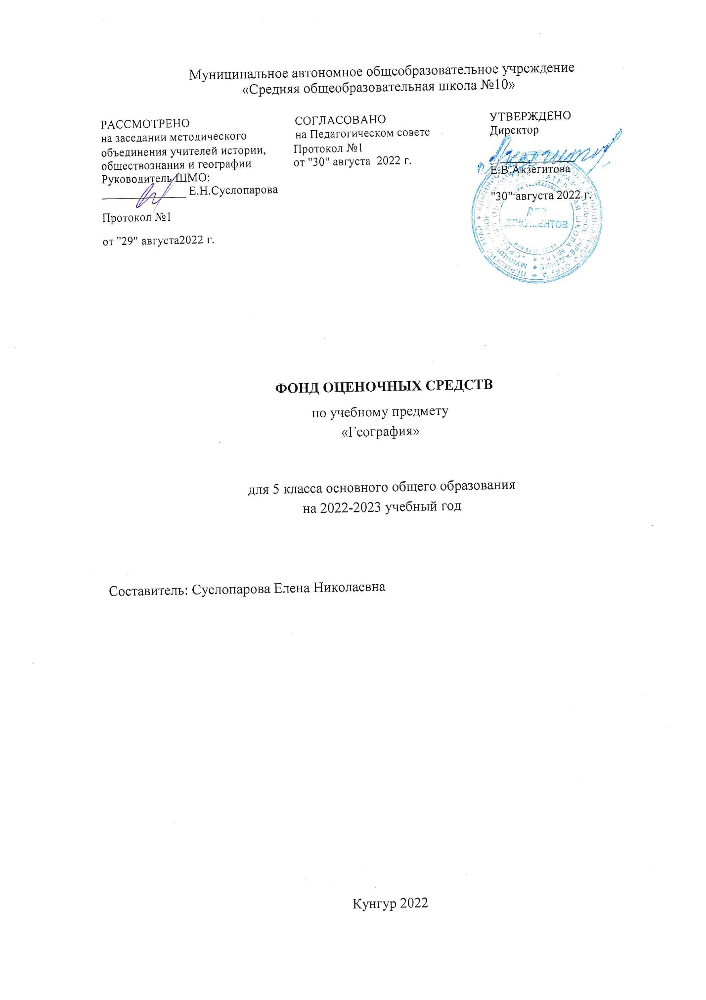 Муниципальное автономное общеобразовательное учреждение
«Средняя общеобразовательная школа №10»
РАССМОТРЕНО
на заседании методического
объединения учителей истории,
обществознания и географии
Руководитель ШМО:
Е.Н.Суслопарова
Протокол №1
от "29" августа2022 г.
СОГЛАСОВАНО
на Педагогическом совете
Протокол №1
от "30" августа 2022 г.
УТВЕРЖДЕНО
Директор
Е.В.Акзегитова
"30" августа 2022 г.
ДЛЯ
ДОКУМЕНТОВ
ФОНД ОЦЕНОЧНЫХ СРЕДСТВ
по учебному предмету
«География»
для 5 класса основного общего образования
на 2022-2023 учебный год
Составитель: Суслопарова Елена Николаевна
Кунгур 2022